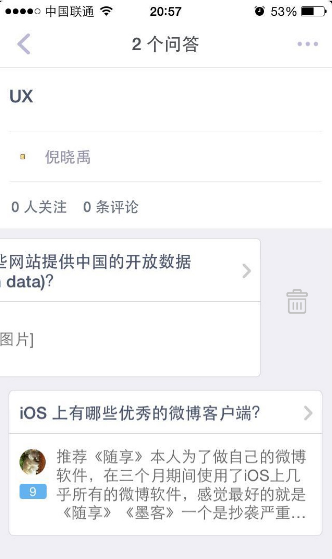 中国联通 20:57 53%
2 个问答
UX
倪晓禹
0 人关注 0 条评论
些网站提供中国的开放数据
data)?
图片]
iOS 上有哪些优秀的微博客户端?
推荐《随享》本人为了做自己的微博
软件，在三个月期间使用了iOS上几
9
乎所有的微博软件，感觉最好的就是
《随享》《墨客》一个是抄袭严重...